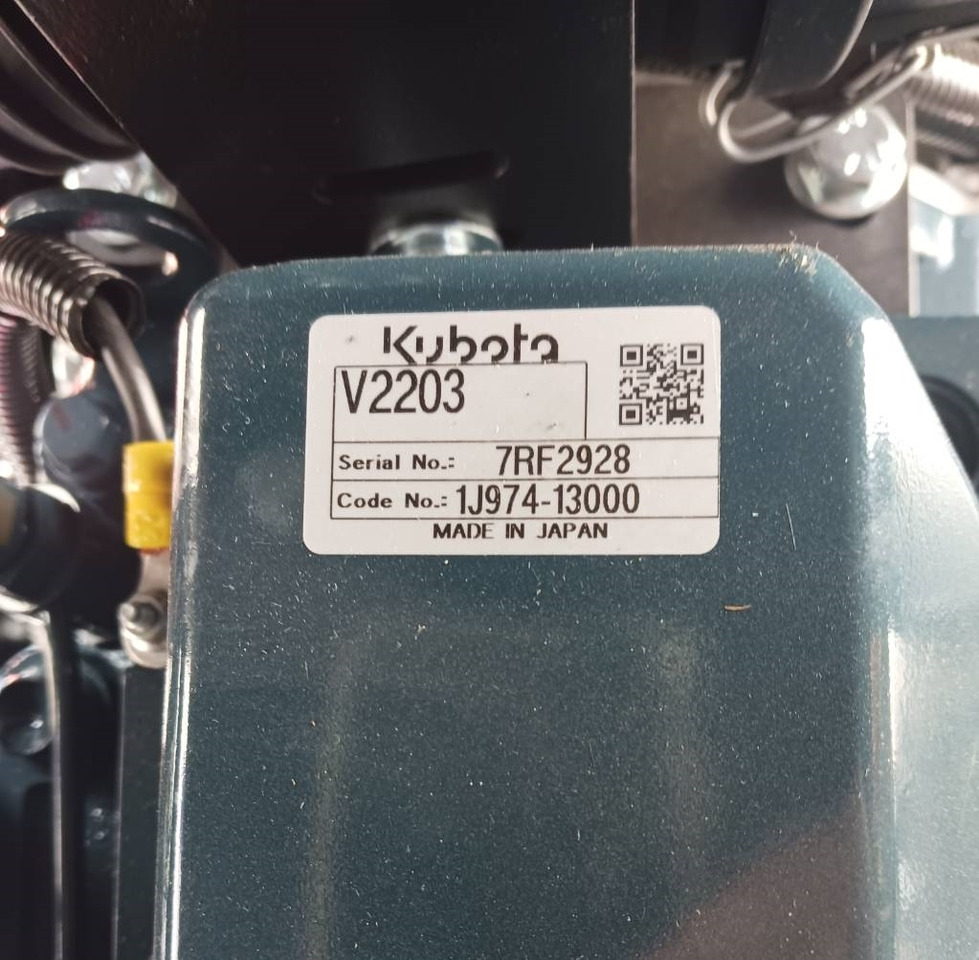 Kubota
V2203
Serial No.: 7RF2928
Code No.: 1J974-13000
MADE IN JAPAN